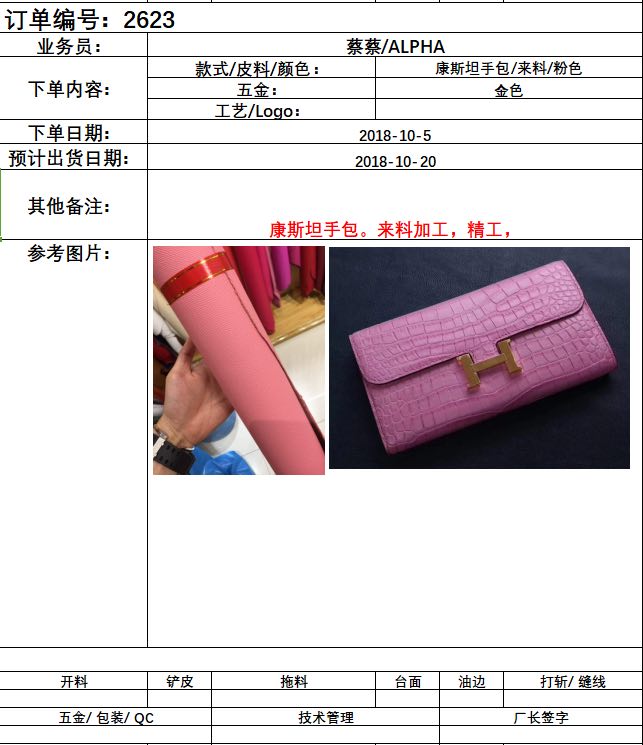 订单编号：2623
业务员： 蔡蔡/ALPHA
下单内容： 款式/皮料/颜色： 康斯坦手包/来料/粉色
五金： 金色
工艺/Logo：
下单日期： 2018-10-5
预计出货日期： 2018-10-20
其他备注： 康斯坦手包。来料加工，精工，
参考图片：
开料 铲皮 拖料 台面 油边 打斩/ 缝线
五金/ 包装/ QC 技术管理 厂长签字